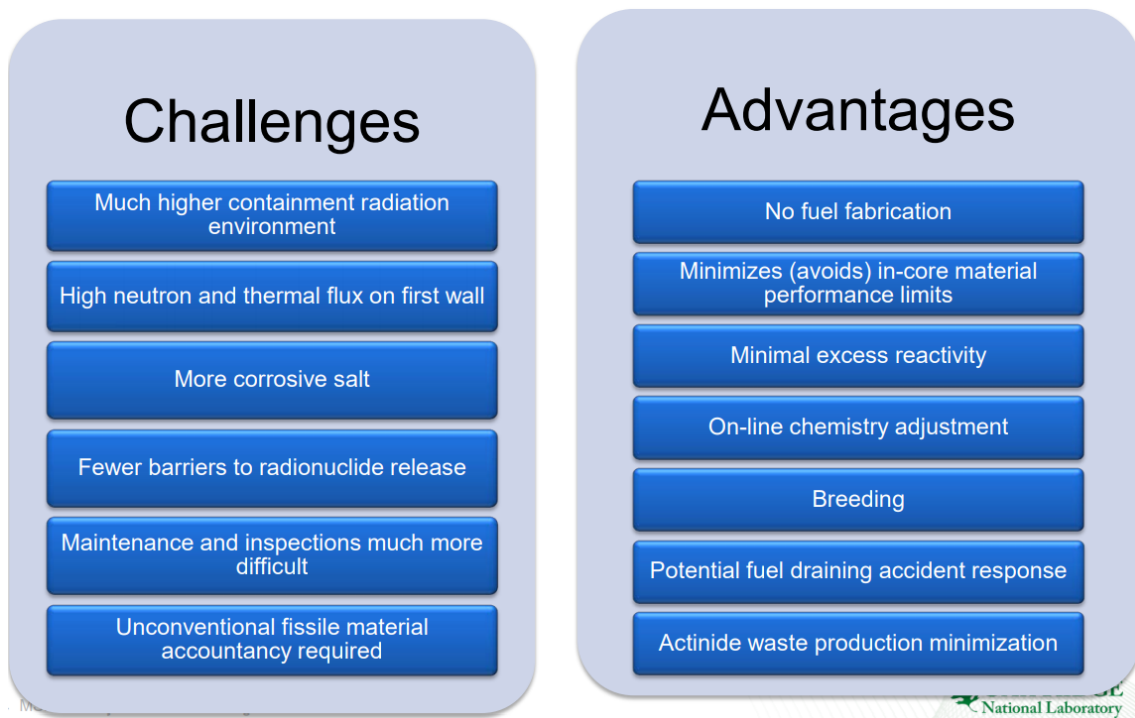 Challenges
Much higher containment radiation
environment
High neutron and thermal flux on first wall
More corrosive salt
Fewer barriers to radionuclide release
Maintenance and inspections much more
difficult
Unconventional fissile material
accountancy required
Advantages
No fuel fabrication
Minimizes (avoids) in-core material
performance limits
Minimal excess reactivity
On-line chemistry adjustment
Breeding
Potential fuel draining accident response
Actinide waste production minimization
National Laboratory